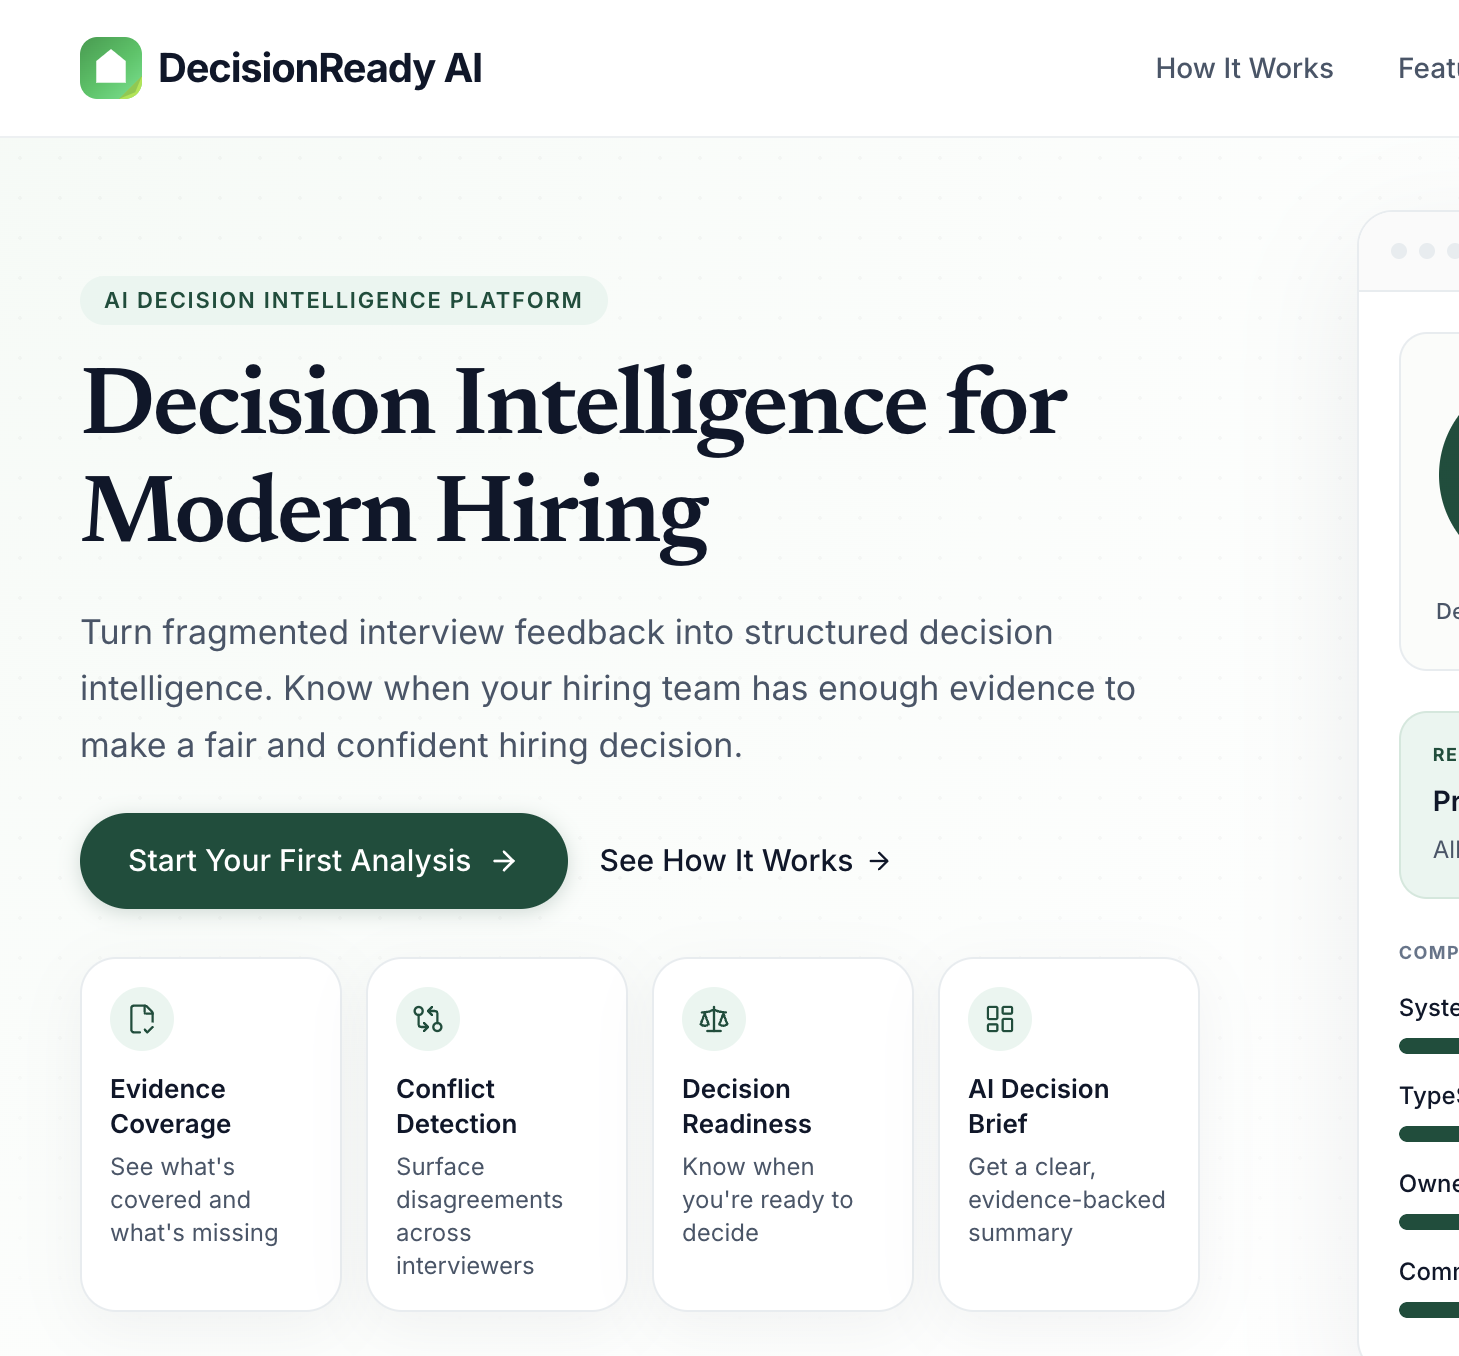 DecisionReady AI
How It Works
AI DECISION INTELLIGENCE PLATFORM
Decision Intelligence for
Modern Hiring
Turn fragmented interview feedback into structured decision
intelligence. Know when your hiring team has enough evidence to
make a fair and confident hiring decision.
Start Your First Analysis →
See How It Works →
Evidence
Coverage
See what's
covered and
what's missing
Conflict
Detection
Surface
disagreements
across
interviewers
Decision
Readiness
Know when
you're ready to
decide
AI Decision
Brief
Get a clear,
evidence-backed
summary